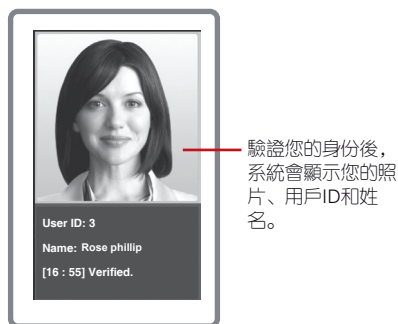 User ID: 3
Name: Rose phillip
[16 : 55] Verified.
驗證您的身份後，
系統會顯示您的照
片、用戶ID和姓
名。